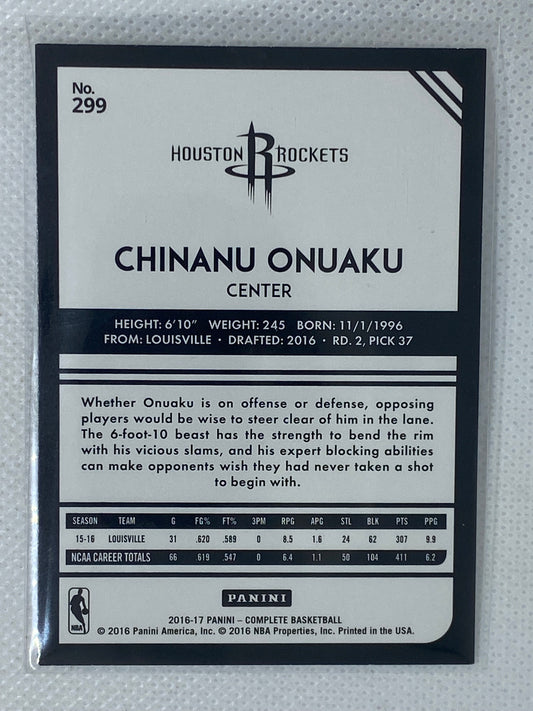 No.
299
HOUSTON R ROCKETS
CHINANU ONUAKU
CENTER
HEIGHT: 6'10" WEIGHT: 245 BORN: 11/1/1996
FROM: LOUISVILLE · DRAFTED: 2016 · RD. 2, PICK 37
Whether Onuaku is on offense or defense, opposing
players would be wise to steer clear of him in the lane.
The 6-foot-10 beast has the strength to bend the rim
with his vicious slams, and his expert blocking abilities
can make opponents wish they had never taken a shot
to begin with.
SEASON TEAM G FG% FT% 3PM RPG APG STL BLK PTS PPG
15-16 LOUISVILLE 31 .620 .589 0 8.5 1.6 24 62 307 9.9
NCAA CAREER TOTALS 66 .619 .547 0 6.4 1.1 50 104 411 6.2
PANINI
NBA
2016-17 PANINI – COMPLETE BASKETBALL
© 2016 Panini America, Inc. © 2016 NBA Properties, Inc. Printed in the USA.